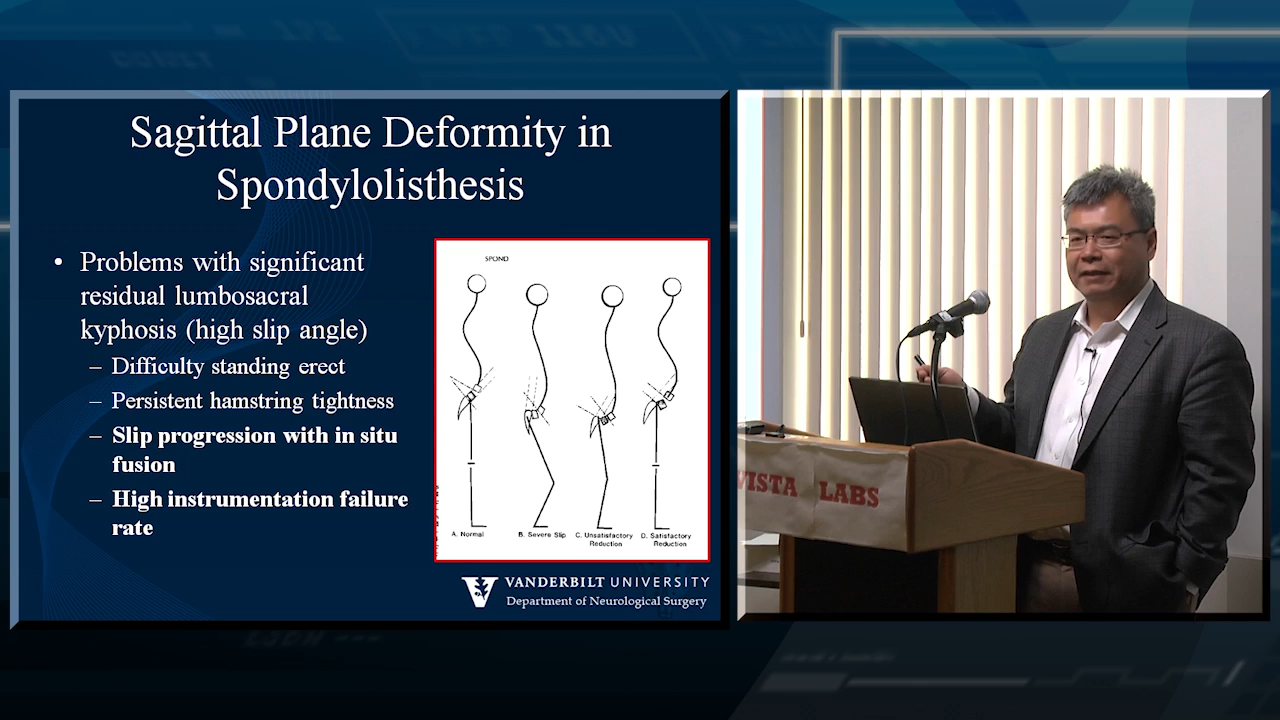 Sagittal Plane Deformity in
Spondylolisthesis
• Problems with significant
residual lumbosacral
kyphosis (high slip angle)
– Difficulty standing erect
– Persistent hamstring tightness
– Slip progression with in situ
fusion
– High instrumentation failure
rate
SPOND
A. Normal
B. Severe Slip
C. Unsatisfactory
Reduction
D. Satisfactory
Reduction
VANDERBILT UNIVERSITY
Department of Neurological Surgery
VISTA LABS